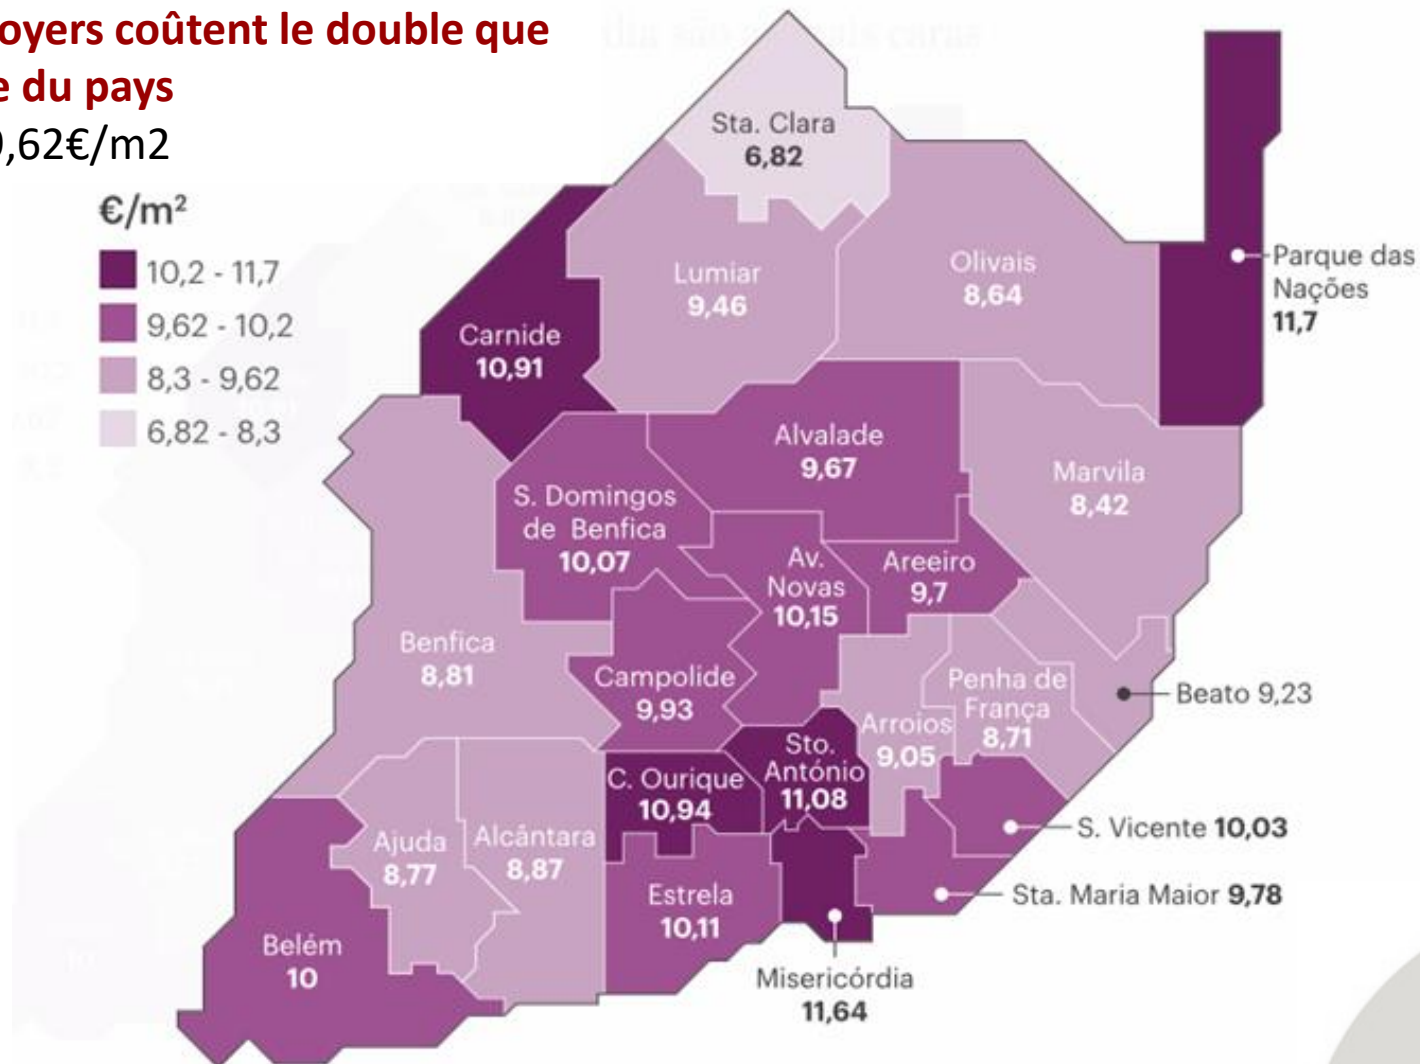 oyers coûtent le double que
e du pays
9,62€/m2
€/m²
10,2 - 11,7
9,62 - 10,2
8,3 - 9,62
6,82 - 8,3
Sta. Clara
6,82
Lumiar
9,46
Olivais
8,64
Parque das
Nações
11,7
Carnide
10,91
Alvalade
9,67
Marvila
8,42
S. Domingos
de Benfica
10,07
Av.
Novas
10,15
Areeiro
9,7
Benfica
8,81
Campolide
9,93
Penha de
França
8,71
Beato 9,23
Arroios
9,05
Sto.
António
11,08
C. Ourique
10,94
S. Vicente 10,03
Ajuda
8,77
Alcântara
8,87
Estrela
10,11
Sta. Maria Maior 9,78
Belém
10
Misericórdia
11,64